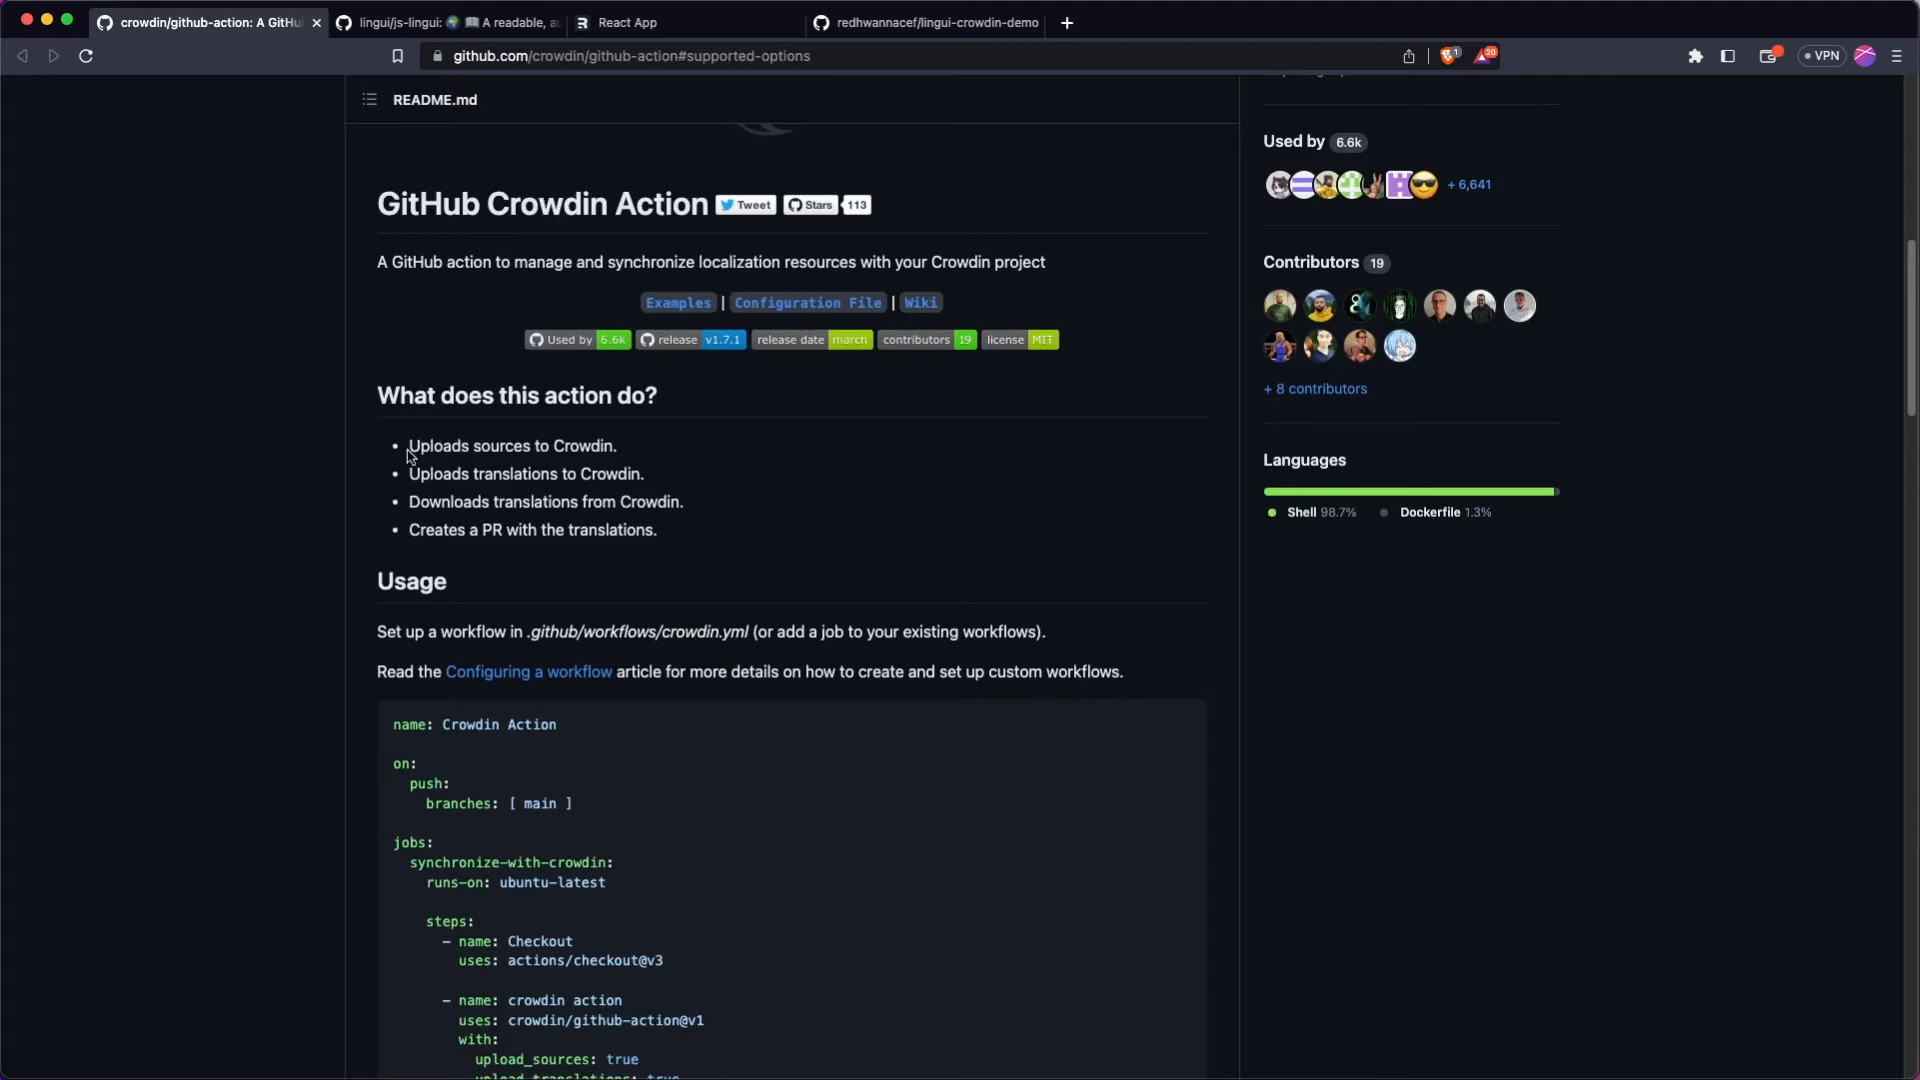 crowdin/github-action: A GitHu
lingui/js-lingui: 🌍 📖 A readable, au
React App
redhwannacef/lingui-crowdin-demo
github.com/crowdin/github-action#supported-options
1
20
VPN
README.md
GitHub Crowdin Action
Tweet
Stars
113
A GitHub action to manage and synchronize localization resources with your Crowdin project
Examples | Configuration File | Wiki
Used by 6.6k
release v1.7.1
release date march
contributors 19
license MIT
What does this action do?
• Uploads sources to Crowdin.
• Uploads translations to Crowdin.
• Downloads translations from Crowdin.
• Creates a PR with the translations.
Usage
Set up a workflow in .github/workflows/crowdin.yml (or add a job to your existing workflows).
Read the Configuring a workflow article for more details on how to create and set up custom workflows.
name: Crowdin Action
on:
push:
branches: [ main ]
jobs:
synchronize-with-crowdin:
runs-on: ubuntu-latest
steps:
- name: Checkout
uses: actions/checkout@v3
- name: crowdin action
uses: crowdin/github-action@v1
with:
upload_sources: true
upload_translations: true
Used by 6.6k
+ 6,641
Contributors 19
+ 8 contributors
Languages
Shell 98.7%
Dockerfile 1.3%